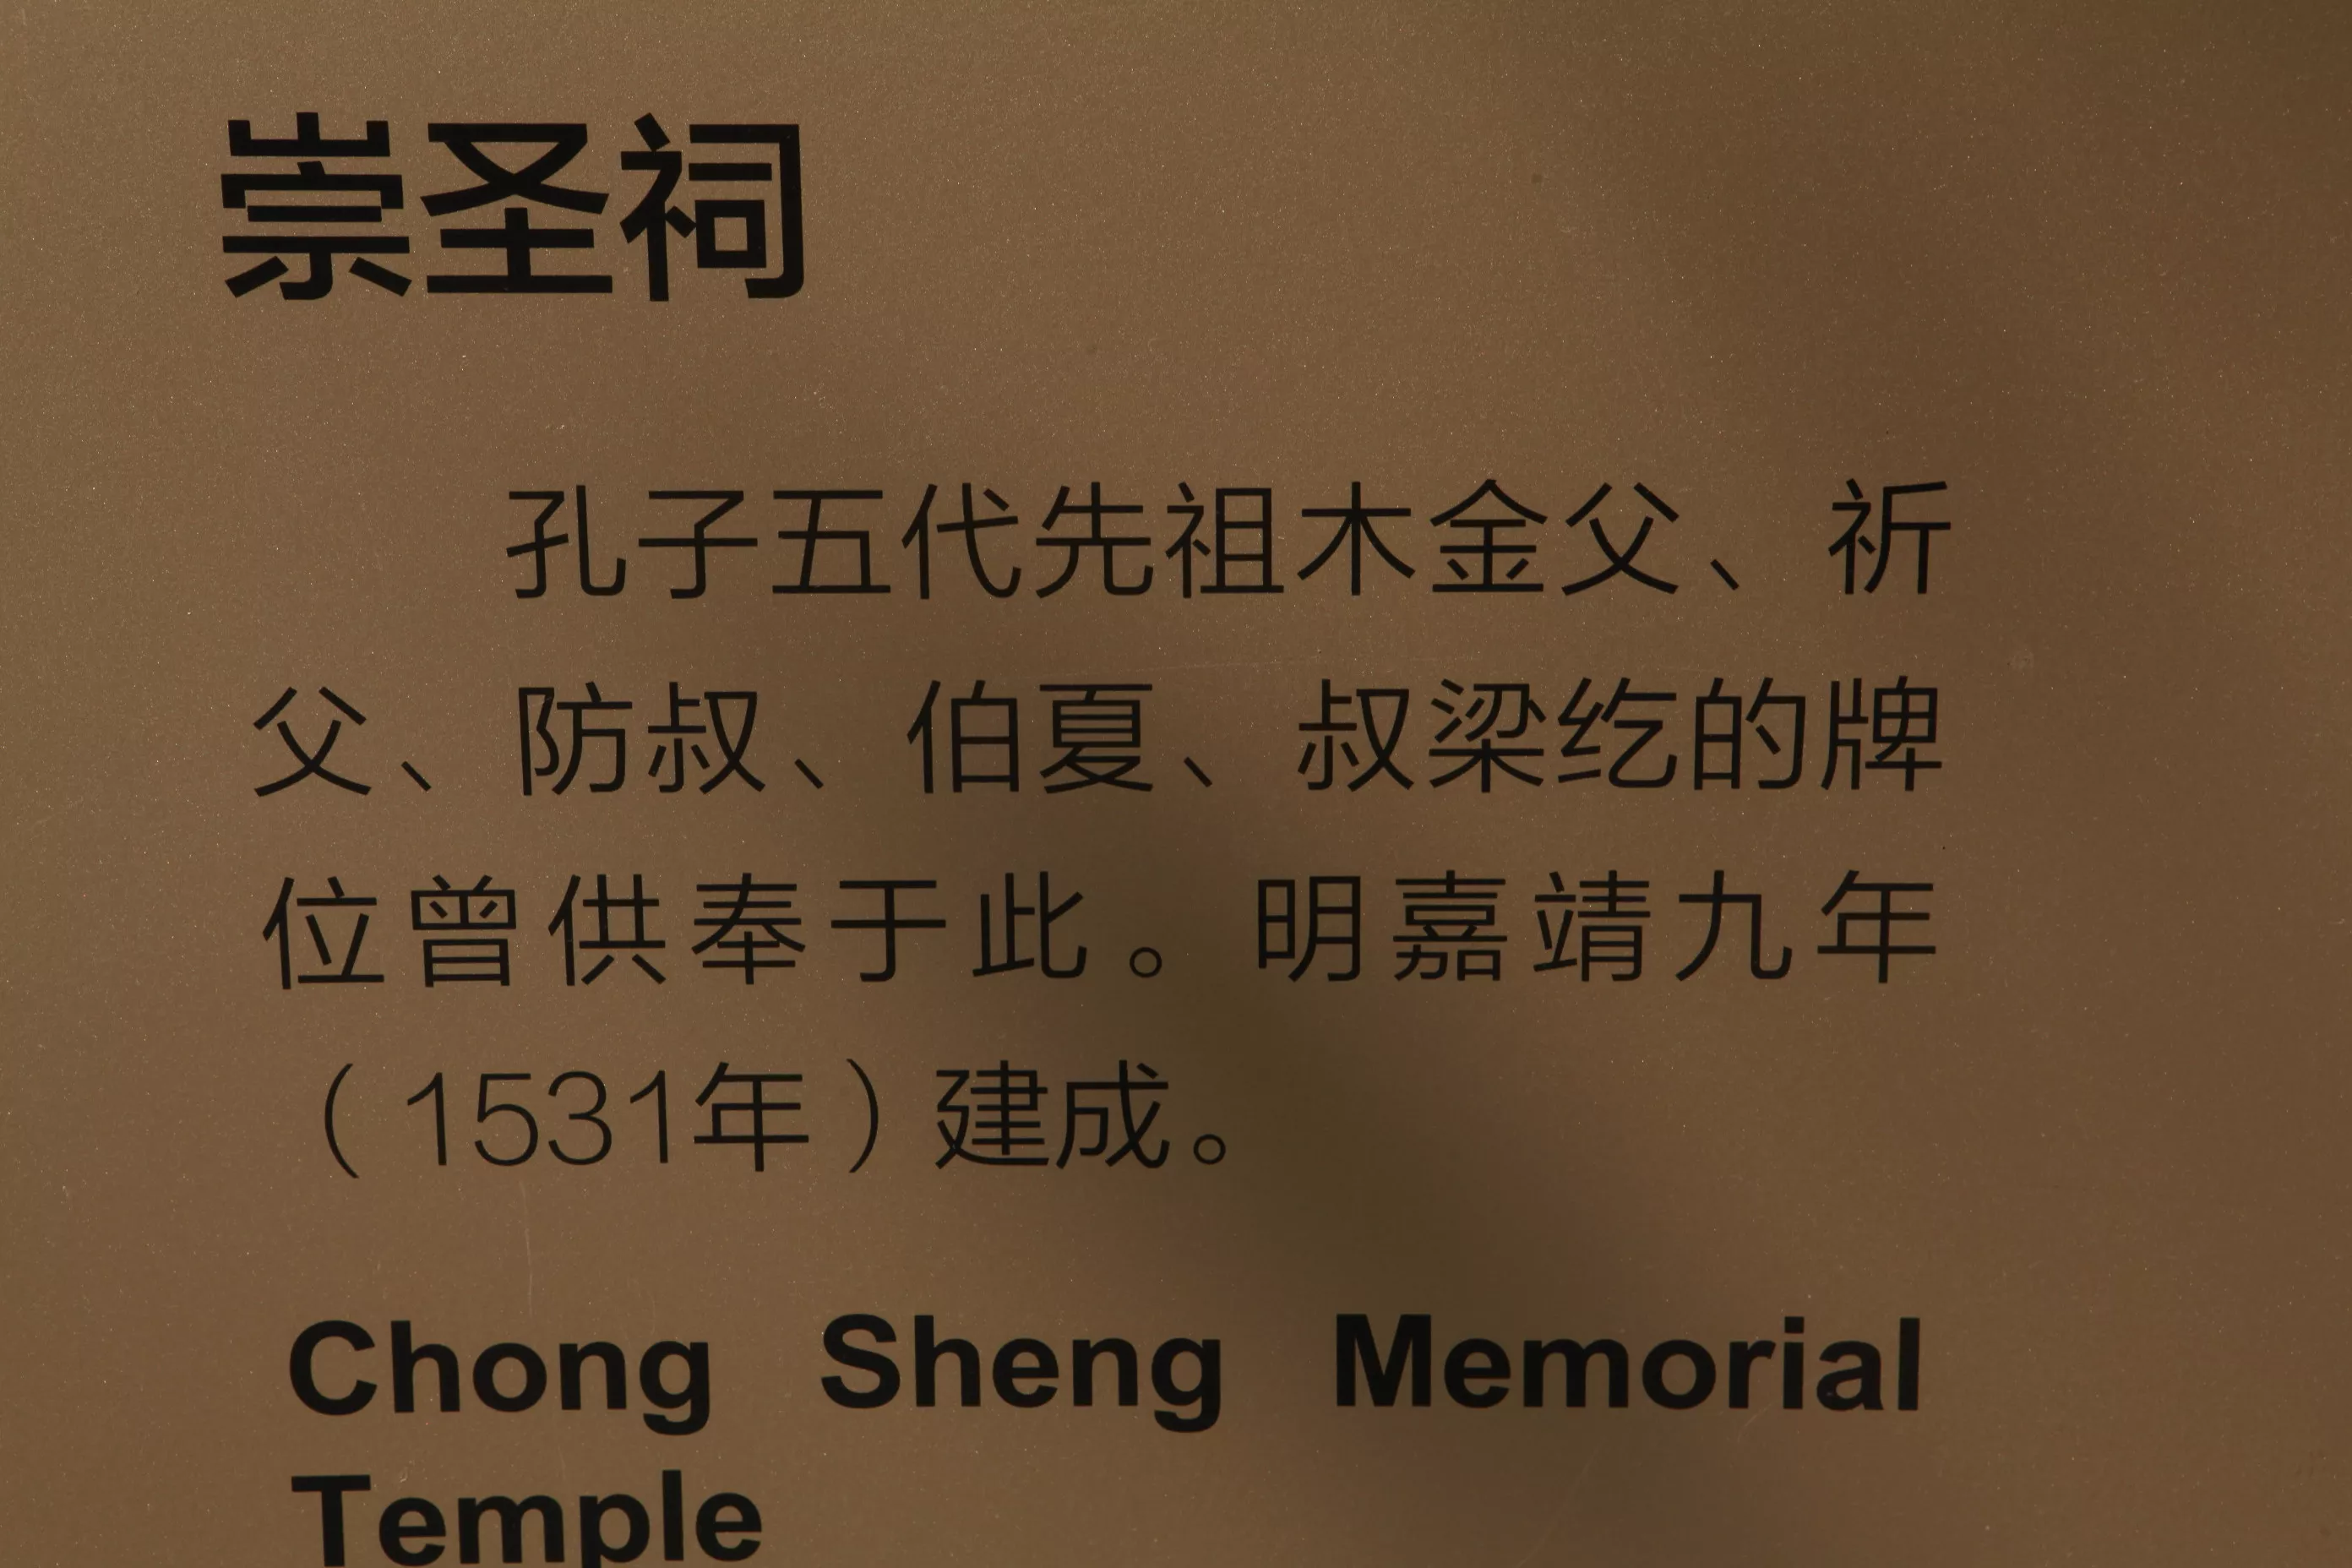 崇圣祠
孔子五代先祖木金父、祈
父、防叔、伯夏、叔梁纥的牌
位曾供奉于此。明嘉靖九年
（1531年）建成。
Chong Sheng Memorial
Temple